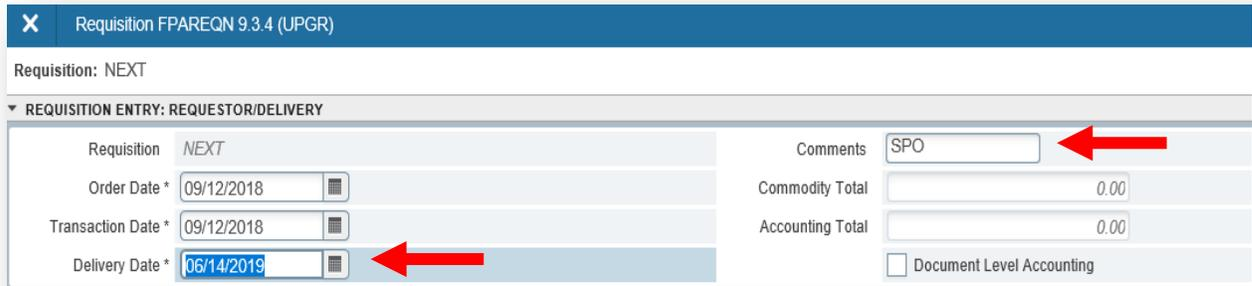 X Requisition FPAREQN 9.3.4 (UPGR)
Requisition: NEXT
REQUISITION ENTRY: REQUESTOR/DELIVERY
Requisition NEXT
Comments SPO
Order Date * 09/12/2018
Commodity Total 0.00
Transaction Date * 09/12/2018
Accounting Total 0.00
Delivery Date * 06/14/2019
Document Level Accounting